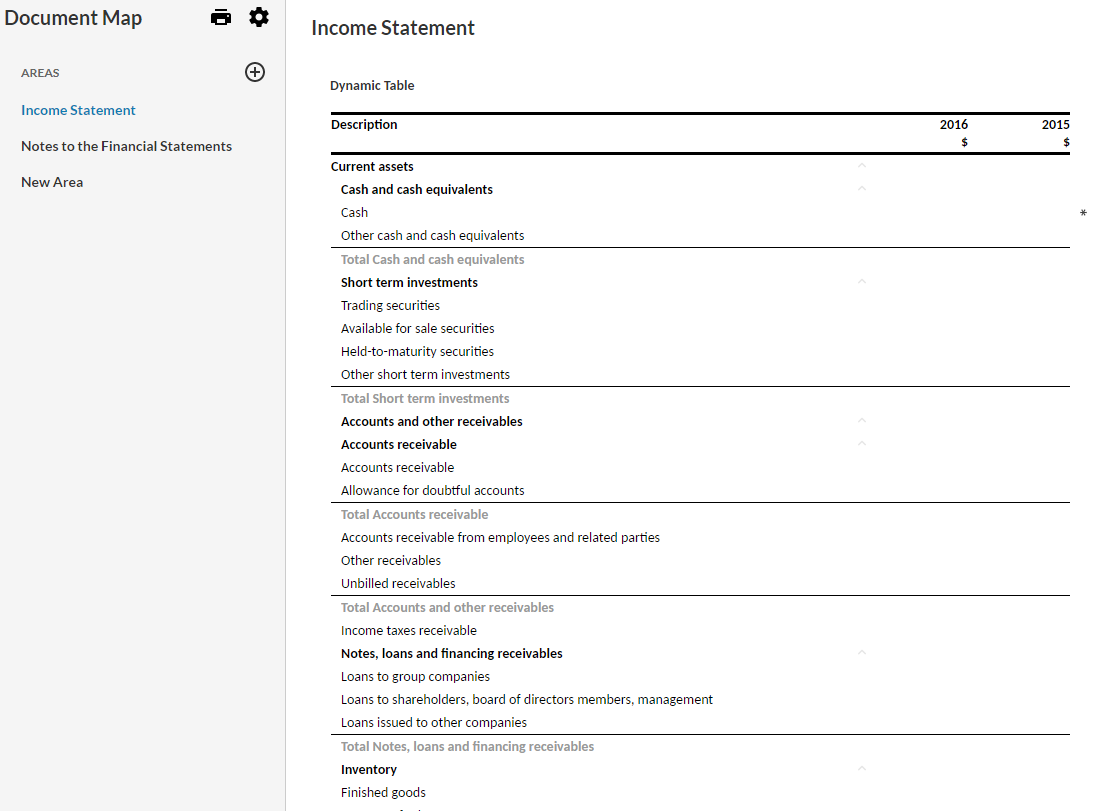 Document Map
AREAS
Income Statement
Notes to the Financial Statements
New Area
Income Statement
Dynamic Table
Description 2016 2015
$ $
Current assets
Cash and cash equivalents
Cash *
Other cash and cash equivalents
Total Cash and cash equivalents
Short term investments
Trading securities
Available for sale securities
Held-to-maturity securities
Other short term investments
Total Short term investments
Accounts and other receivables
Accounts receivable
Accounts receivable
Allowance for doubtful accounts
Total Accounts receivable
Accounts receivable from employees and related parties
Other receivables
Unbilled receivables
Total Accounts and other receivables
Income taxes receivable
Notes, loans and financing receivables
Loans to group companies
Loans to shareholders, board of directors members, management
Loans issued to other companies
Total Notes, loans and financing receivables
Inventory
Finished goods